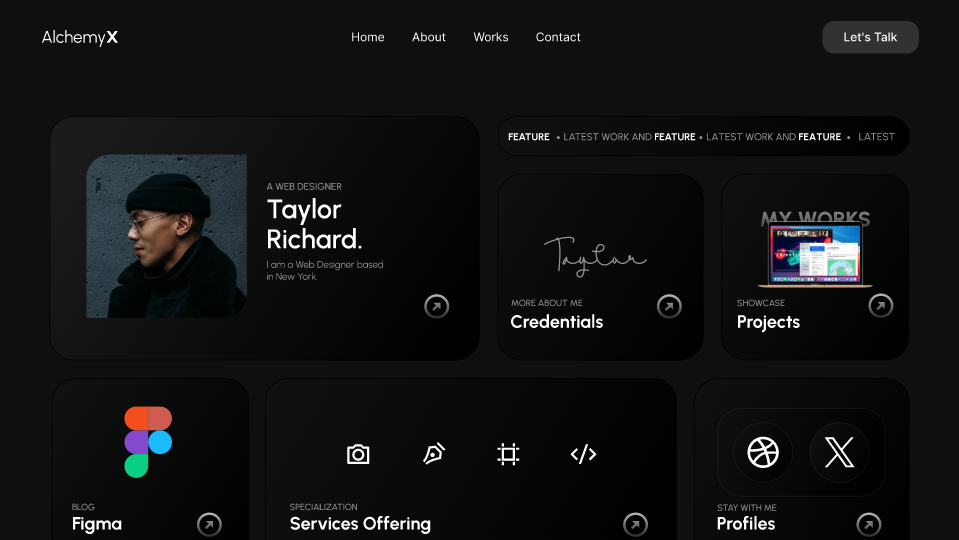 AlchemyX
Home
About
Works
Contact
Let's Talk
FEATURE • LATEST WORK AND FEATURE • LATEST WORK AND FEATURE • LATEST
A WEB DESIGNER
Taylor
Richard.
I am a Web Designer based
in New York.
Taylor
MORE ABOUT ME
Credentials
MY WORKS
SHOWCASE
Projects
BLOG
Figma
SPECIALIZATION
Services Offering
STAY WITH ME
Profiles